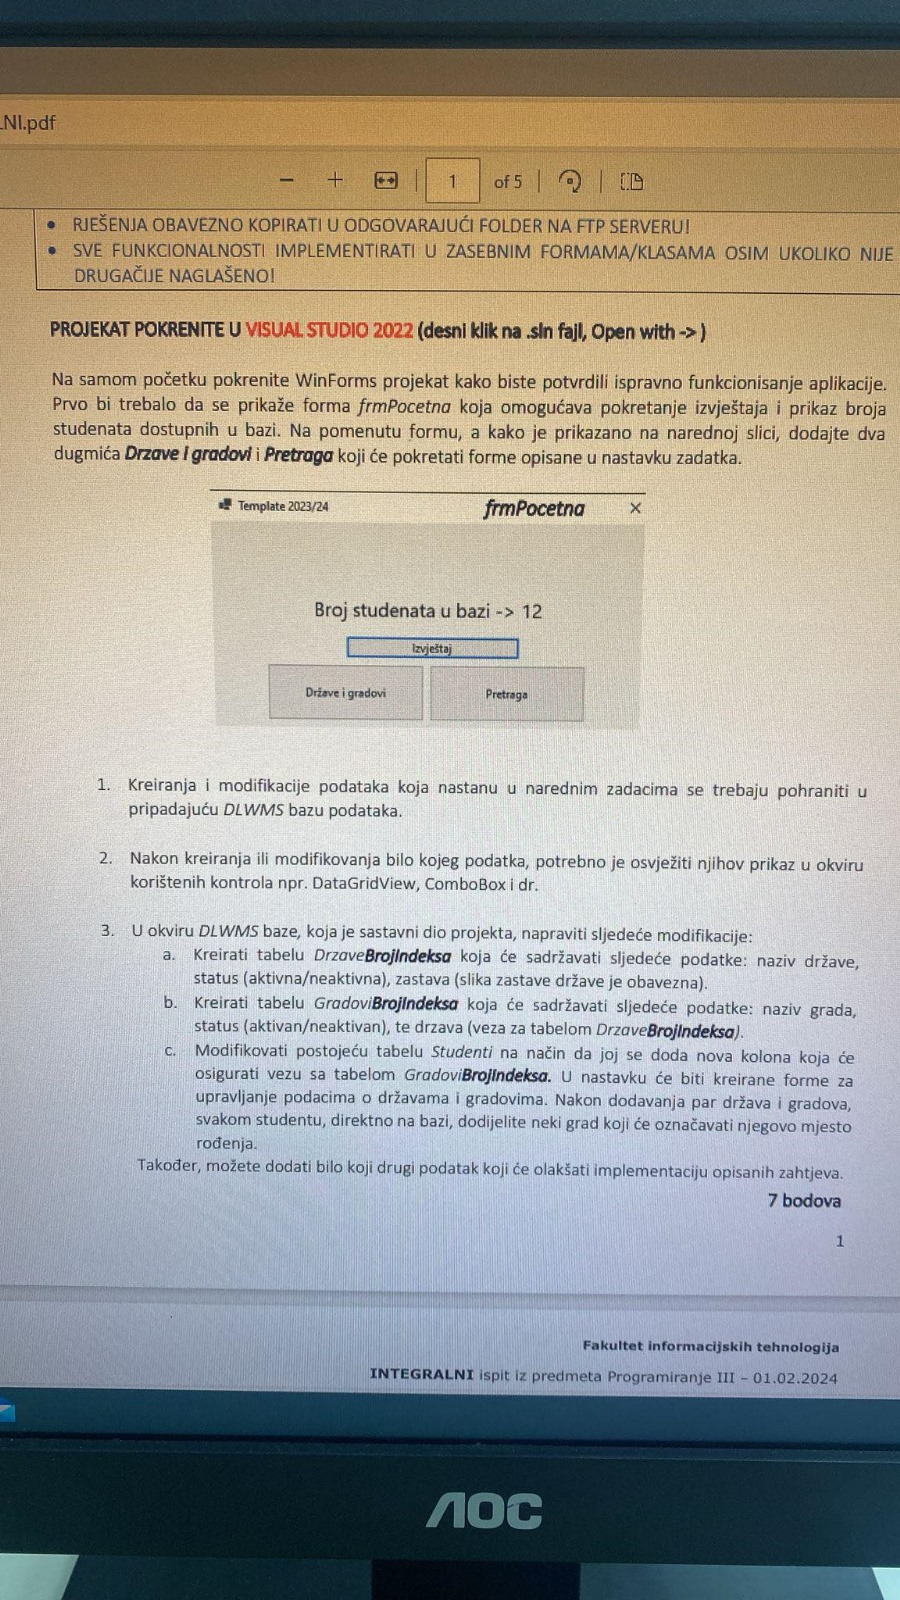 LNI.pdf
1 of 5
• RJEŠENJA OBAVEZNO KOPIRATI U ODGOVARAJUĆI FOLDER NA FTP SERVERU!
• SVE FUNKCIONALNOSTI IMPLEMENTIRATI U ZASEBNIM FORMAMA/KLASAMA OSIM UKOLIKO NIJE
DRUGAČIJE NAGLAŠENO!
PROJEKAT POKRENITE U VISUAL STUDIO 2022 (desni klik na .sln fajl, Open with -> )
Na samom početku pokrenite WinForms projekat kako biste potvrdili ispravno funkcionisanje aplikacije.
Prvo bi trebalo da se prikaže forma frmPocetna koja omogućava pokretanje izvještaja i prikaz broja
studenata dostupnih u bazi. Na pomenutu formu, a kako je prikazano na narednoj slici, dodajte dva
dugmića Drzave i gradovi i Pretraga koji će pokretati forme opisane u nastavku zadatka.
Template 2023/24 frmPocetna ×
Broj studenata u bazi -> 12
Izvještaj
Države i gradovi Pretraga
1. Kreiranja i modifikacije podataka koja nastanu u narednim zadacima se trebaju pohraniti u
pripadajuću DLWMS bazu podataka.
2. Nakon kreiranja ili modifikovanja bilo kojeg podatka, potrebno je osvježiti njihov prikaz u okviru
korištenih kontrola npr. DataGridView, ComboBox i dr.
3. U okviru DLWMS baze, koja je sastavni dio projekta, napraviti sljedeće modifikacije:
a. Kreirati tabelu DrzaveBrojIndeksa koja će sadržavati sljedeće podatke: naziv države,
status (aktivna/neaktivna), zastava (slika zastave države je obavezna).
b. Kreirati tabelu GradoviBrojIndeksa koja će sadržavati sljedeće podatke: naziv grada,
status (aktivan/neaktivan), te drzava (veza za tabelom DrzaveBrojIndeksa).
c. Modifikovati postojeću tabelu Studenti na način da joj se doda nova kolona koja će
osigurati vezu sa tabelom GradoviBrojIndeksa. U nastavku će biti kreirane forme za
upravljanje podacima o državama i gradovima. Nakon dodavanja par država i gradova,
svakom studentu, direktno na bazi, dodijelite neki grad koji će označavati njegovo mjesto
rođenja.
Također, možete dodati bilo koji drugi podatak koji će olakšati implementaciju opisanih zahtjeva.
7 bodova
1
Fakultet informacijskih tehnologija
INTEGRALNI ispit iz predmeta Programiranje III – 01.02.2024
AOC